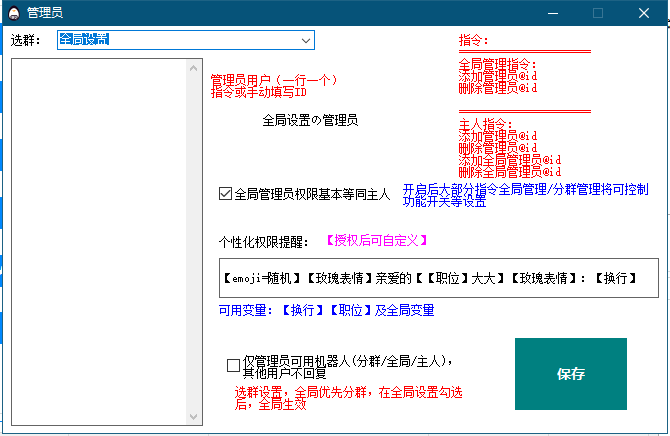 管理员
选群：
全局设置
指令：
==================
全局管理指令：
添加管理员@id
删除管理员@id
==================
主人指令：
添加管理员@id
删除管理员@id
添加全局管理员@id
删除全局管理员@id
管理员用户（一行一个）
指令或手动填写ID
全局设置の管理员
全局管理员权限基本等同主人
开启后大部分指令全局管理/分群管理将可控制
功能开关等设置
个性化权限提醒：
【授权后可自定义】
【emoji=随机】【玫瑰表情】亲爱的【【职位】大大】【玫瑰表情】：【换行】
可用变量：【换行】【职位】及全局变量
仅管理员可用机器人(分群/全局/主人)，
其他用户不回复
选群设置，全局优先分群，在全局设置勾选
后，全局生效
保存